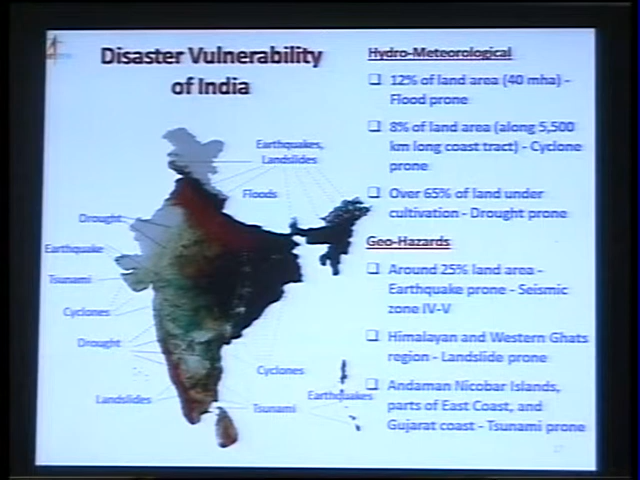 Disaster Vulnerability
of India
Earthquakes,
Landslides
Floods
Drought
Earthquake
Tsunami
Cyclones
Drought
Landslides
Cyclones
Earthquakes
Tsunami
Hydro-Meteorological
❑ 12% of land area (40 mha) -
Flood prone
❑ 8% of land area (along 5,500
km long coast tract) - Cyclone
prone
❑ Over 65% of land under
cultivation - Drought prone
Geo-Hazards
❑ Around 25% land area -
Earthquake prone - Seismic
zone IV-V
❑ Himalayan and Western Ghats
region - Landslide prone
❑ Andaman Nicobar Islands,
parts of East Coast, and
Gujarat coast - Tsunami prone